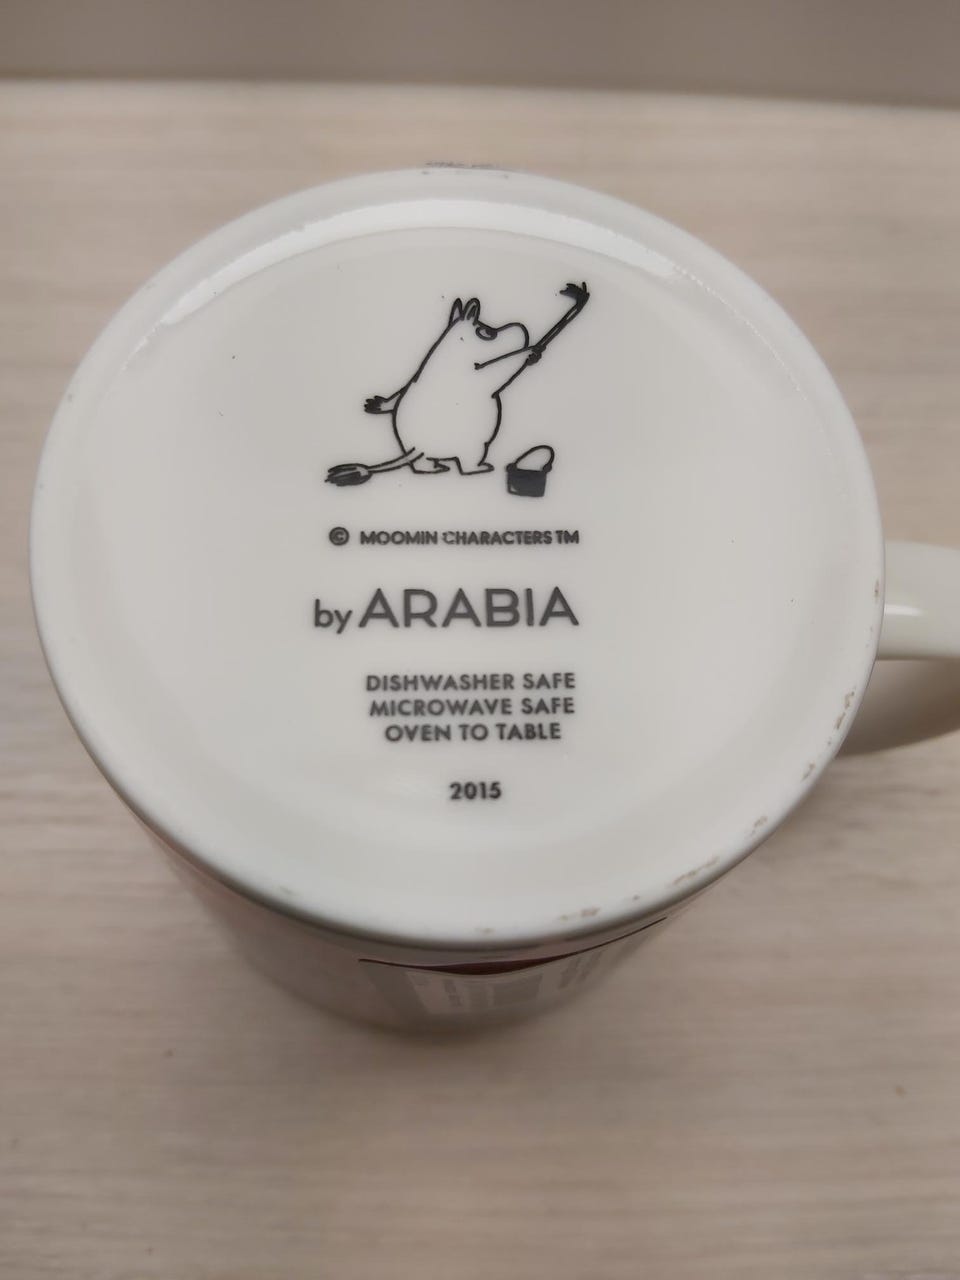 © MOOMIN CHARACTERS TM
by ARABIA
DISHWASHER SAFE
MICROWAVE SAFE
OVEN TO TABLE
2015